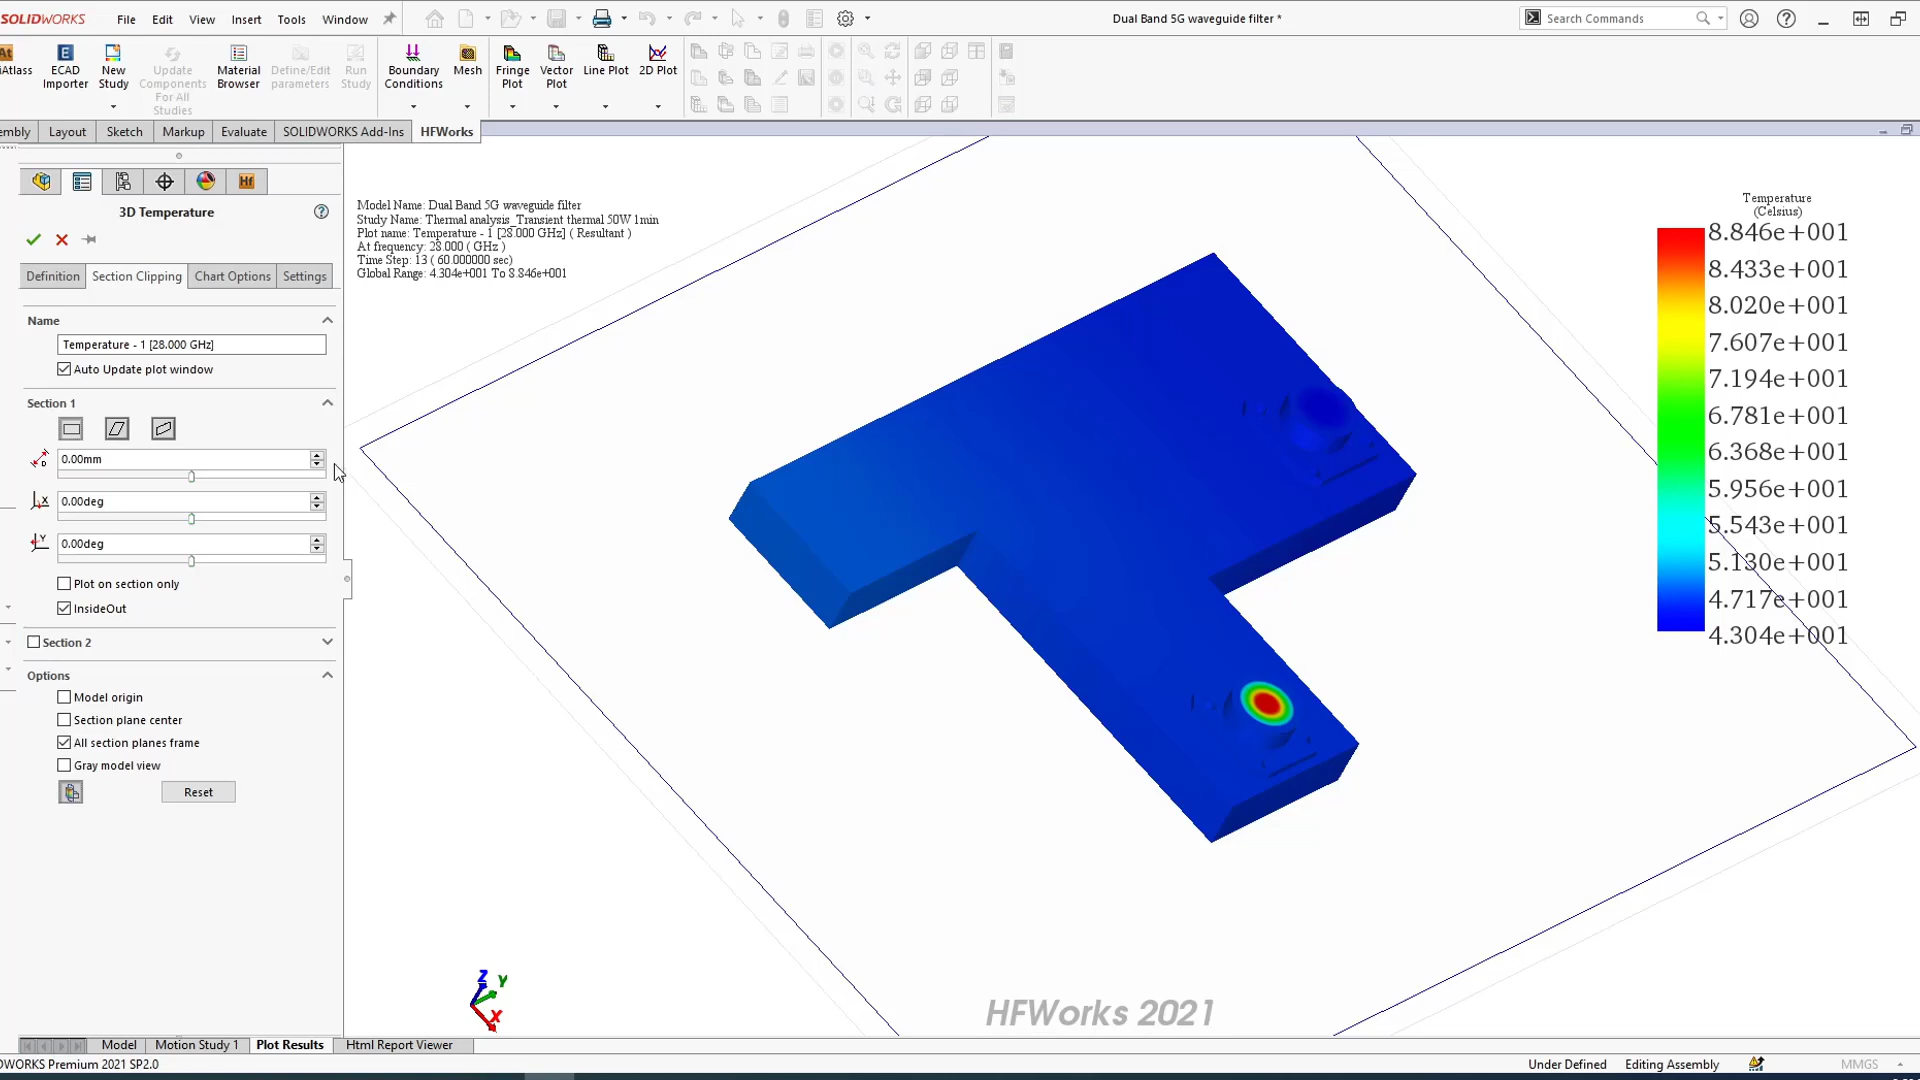 SOLIDWORKS File Edit View Insert Tools Window Dual Band 5G waveguide filter * Search Commands
iAtlass
ECAD Importer
New Study
Update Components For All Studies
Material Browser
Define/Edit parameters
Run Study
Boundary Conditions
Mesh
Fringe Plot
Vector Plot
Line Plot
2D Plot
embly Layout Sketch Markup Evaluate SOLIDWORKS Add-Ins HFWorks
3D Temperature
Definition Section Clipping Chart Options Settings
Name
Temperature - 1 [28.000 GHz]
Auto Update plot window
Section 1
0.00mm
0.00deg
0.00deg
Plot on section only
InsideOut
Section 2
Options
Model origin
Section plane center
All section planes frame
Gray model view
Reset
Model Name: Dual Band 5G waveguide filter
Study Name: Thermal analysis_Transient thermal 50W 1min
Plot name: Temperature - 1 [28.000 GHz] ( Resultant )
At frequency: 28.000 ( GHz )
Time Step: 13 ( 60.000000 sec)
Global Range: 4.304e+001 To 8.846e+001
Temperature
(Celsius)
8.846e+001
8.433e+001
8.020e+001
7.607e+001
7.194e+001
6.781e+001
6.368e+001
5.956e+001
5.543e+001
5.130e+001
4.717e+001
4.304e+001
Z Y
X
HFWorks 2021
Model Motion Study 1 Plot Results Html Report Viewer
DWORKS Premium 2021 SP2.0 Under Defined Editing Assembly MMGS